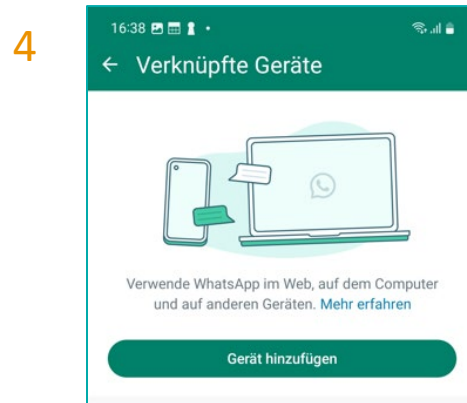 4
16:38
← Verknüpfte Geräte
Verwende WhatsApp im Web, auf dem Computer
und auf anderen Geräten. Mehr erfahren
Gerät hinzufügen